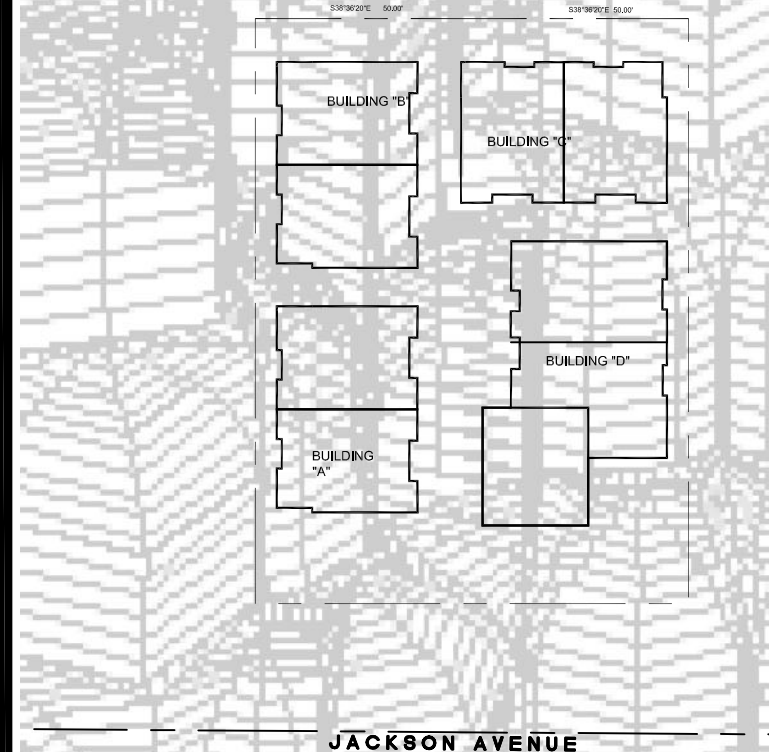 S38°36'20"E 50.00'
S38°36'20"E 50.00'
BUILDING "B"
BUILDING "C"
BUILDING "D"
BUILDING
"A"
JACKSON AVENUE